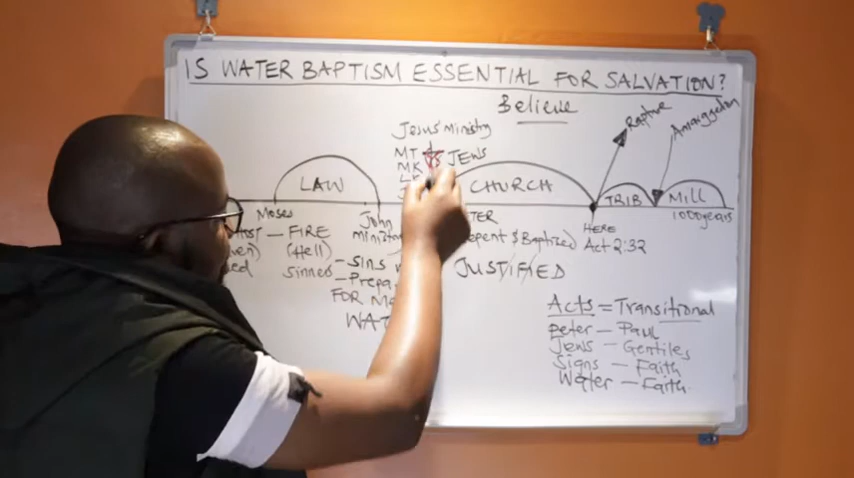 IS WATER BAPTISM ESSENTIAL FOR SALVATION?
Believe
Jesus' Ministry
MT
JEWS
MK
Rapture
Amaggedon
LAW
CHURCH
TRIB
Mill
1000years
Moses
John
HERE
Act 2:32
FIRE
(Hell)
Sinned
- Sins
FOR
Repent & Baptized)
JUSTIFIED
Acts = Transitional
peter - Paul
Jews - Gentiles
Signs - Faith
Water - Faith